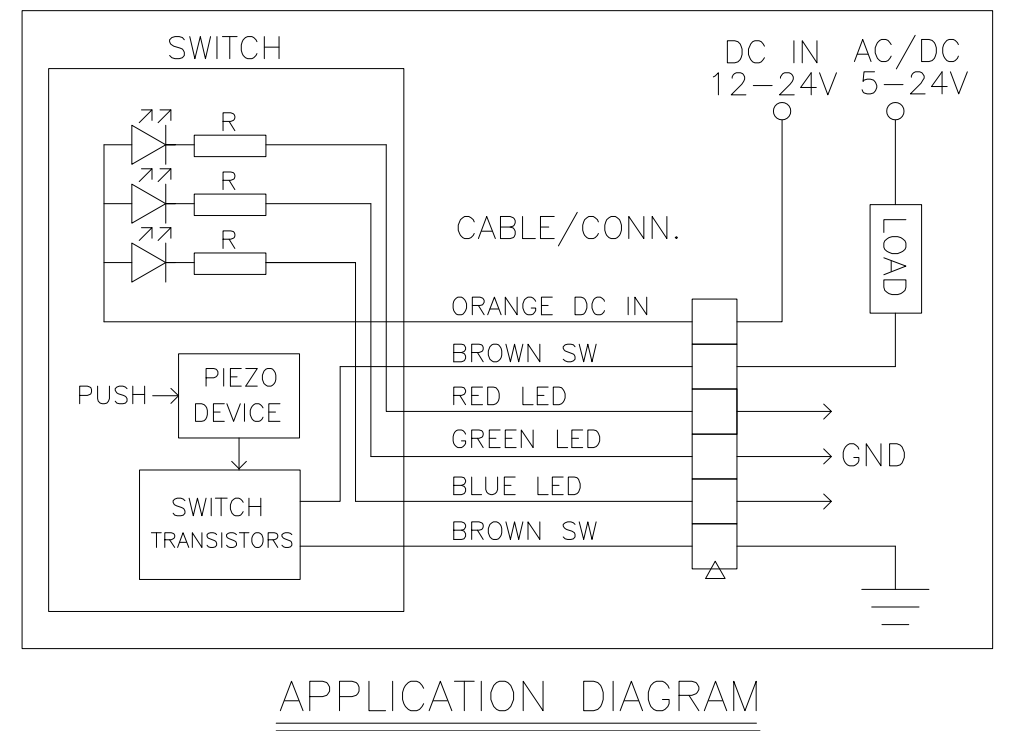 SWITCH
DC IN
12-24V
AC/DC
5-24V
R
R
R
CABLE/CONN.
LOAD
ORANGE DC IN
BROWN SW
RED LED
GREEN LED
BLUE LED
BROWN SW
GND
PUSH
PIEZO
DEVICE
SWITCH
TRANSISTORS
APPLICATION DIAGRAM